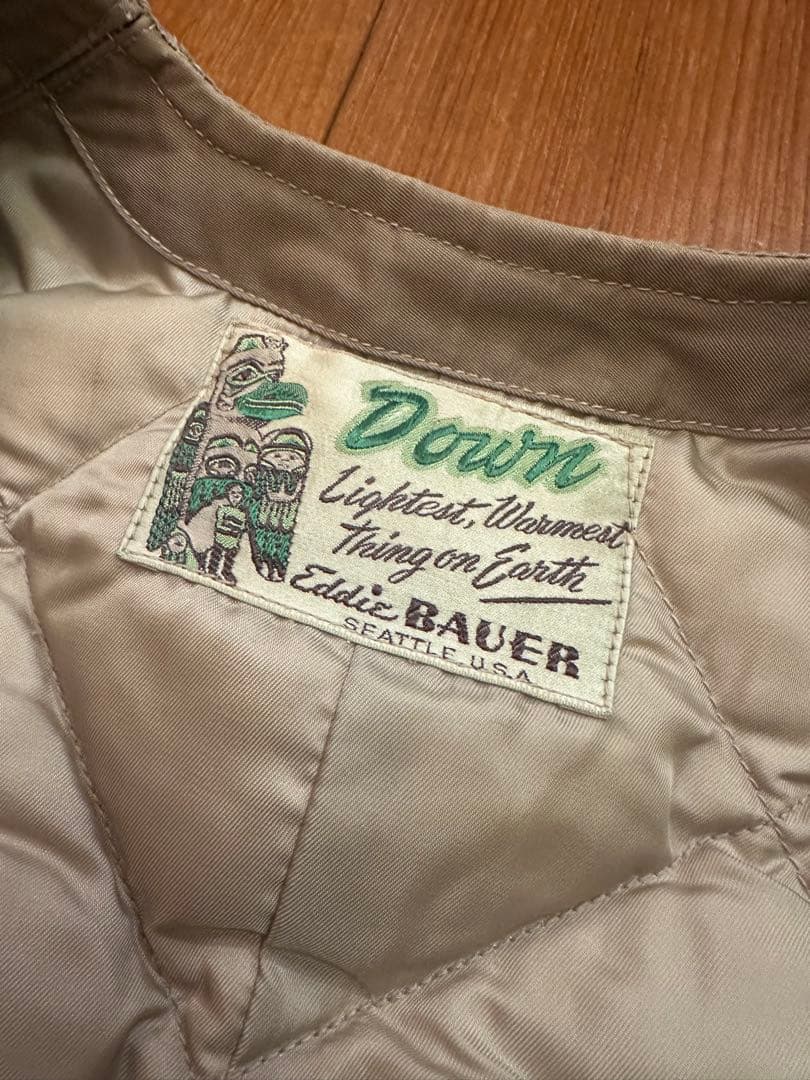 Down
Lightest, Warmest
Thing on Earth
Eddie BAUER
SEATTLE, U.S.A.